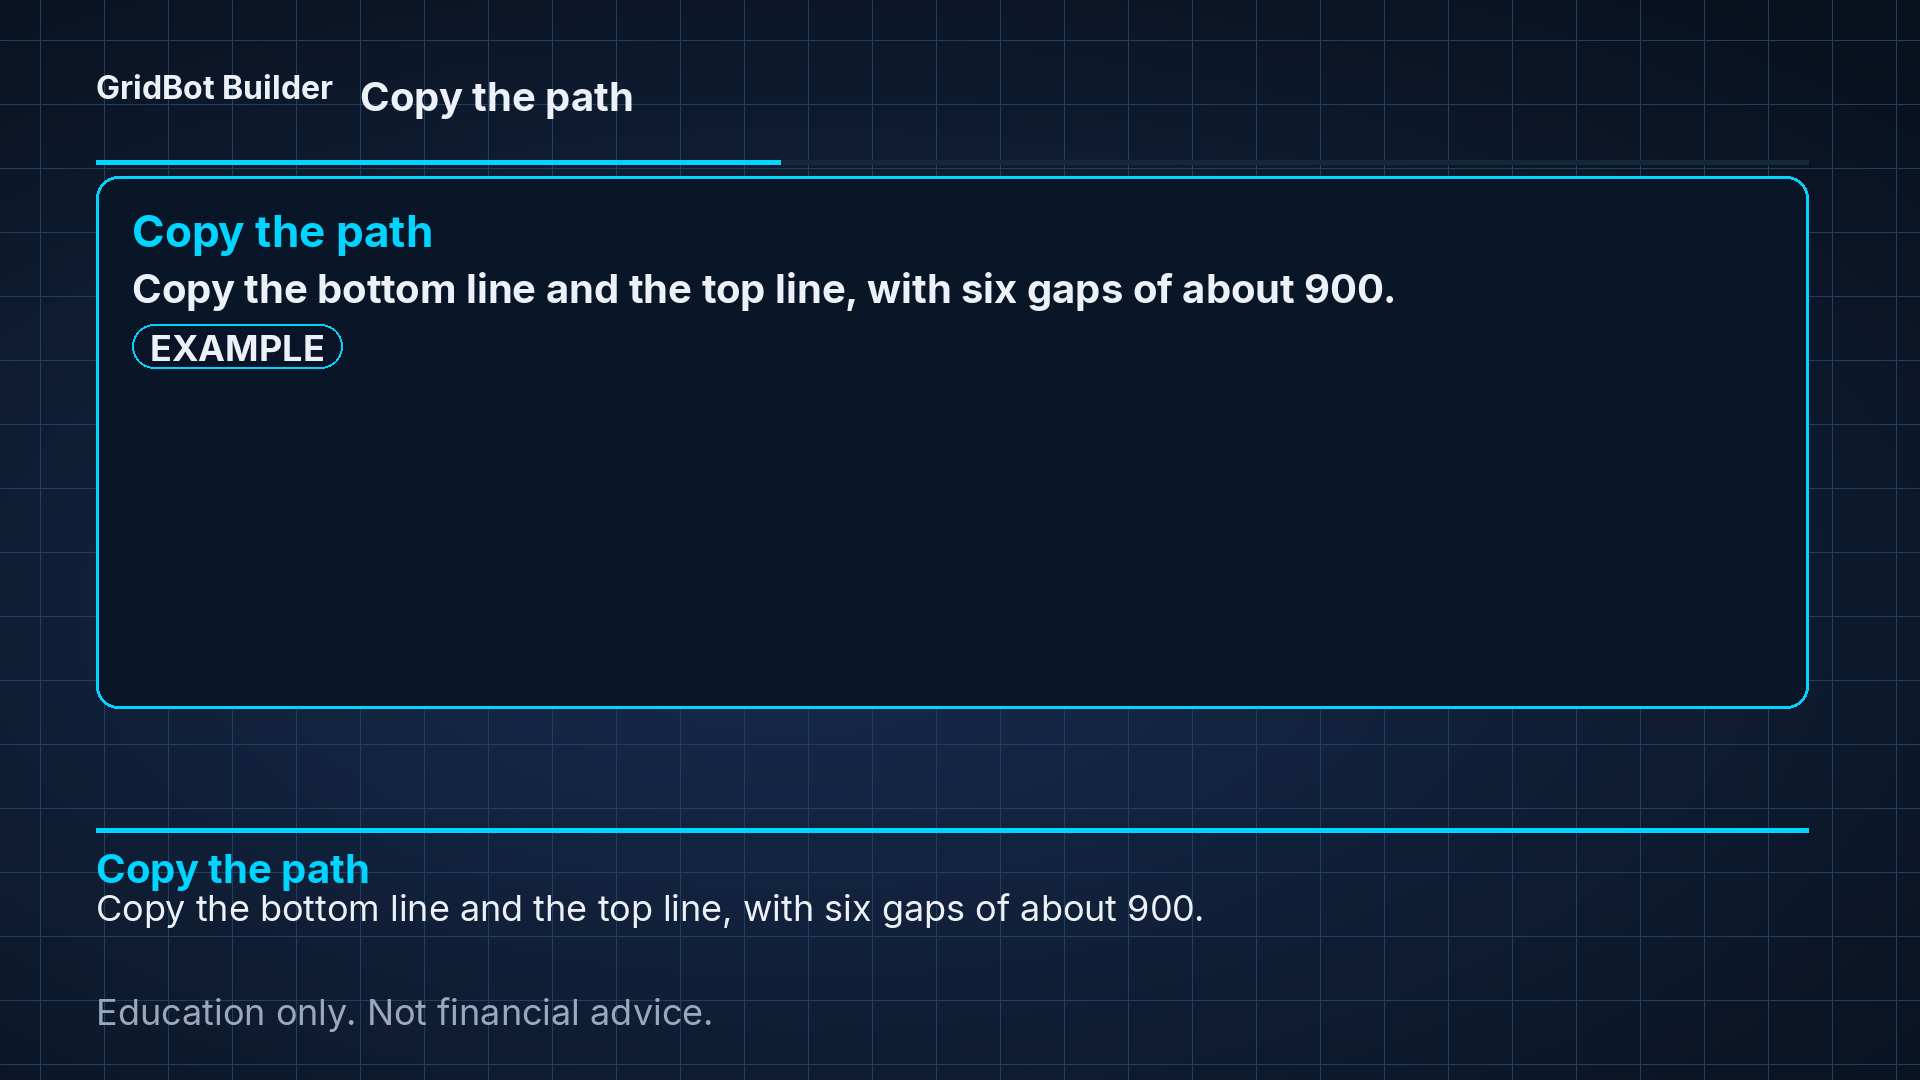 GridBot Builder
Copy the path
Copy the path
Copy the bottom line and the top line, with six gaps of about 900.
EXAMPLE
Copy the path
Copy the bottom line and the top line, with six gaps of about 900.
Education only. Not financial advice.